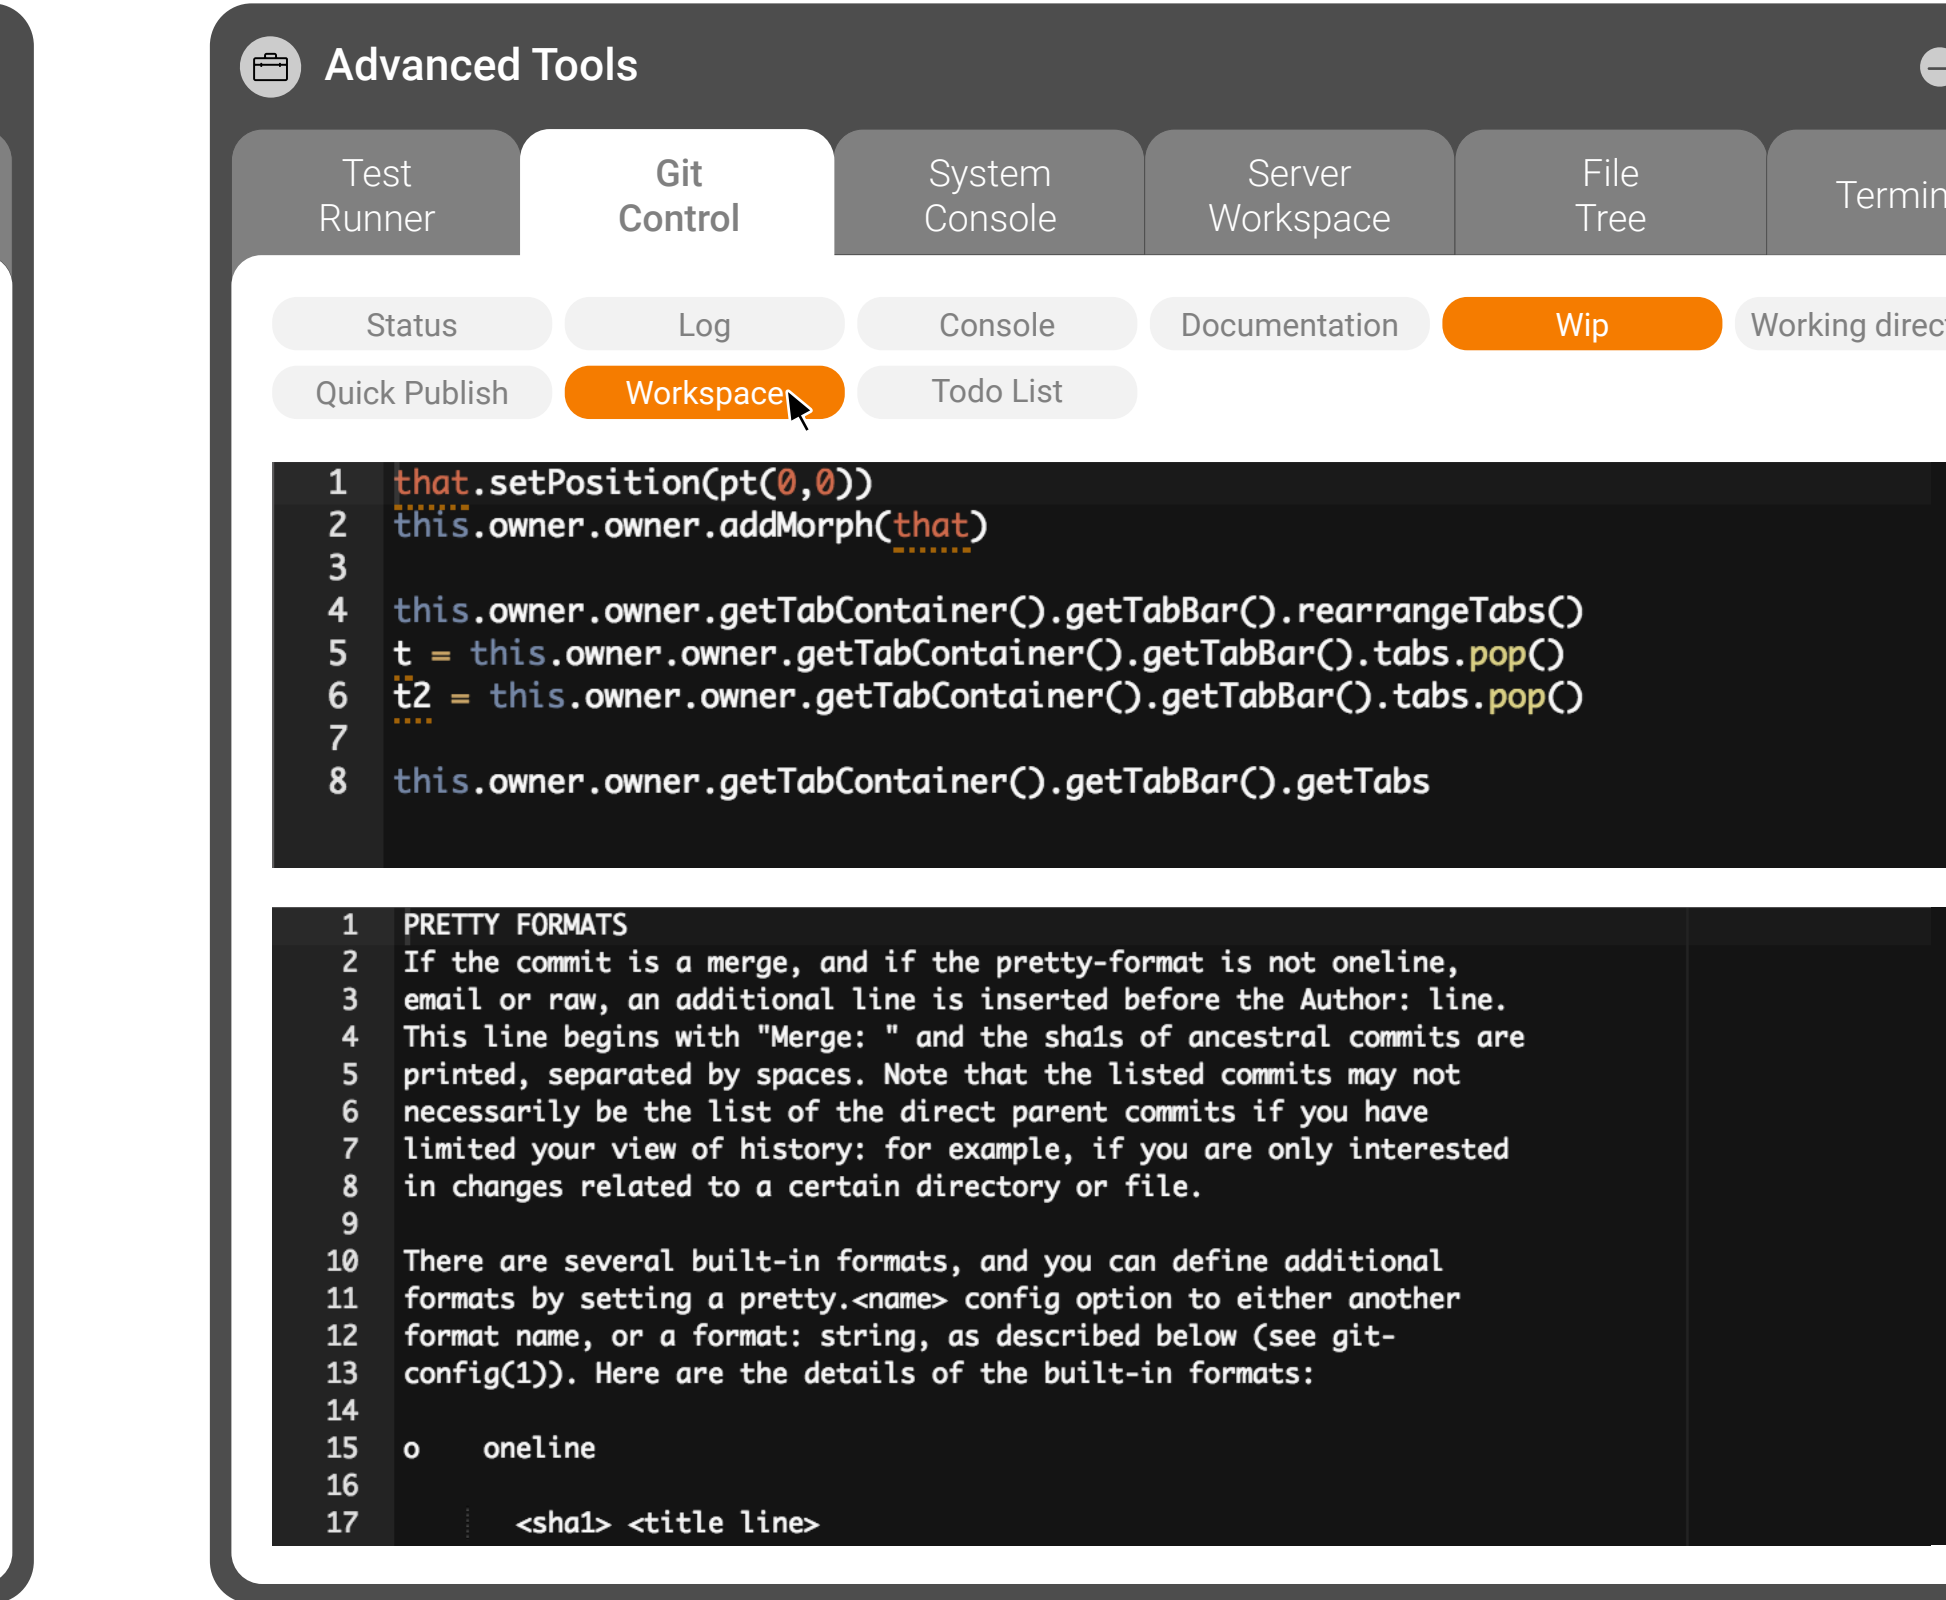 Advanced Tools
Test
Runner
Git
Control
System
Console
Server
Workspace
File
Tree
Status
Log
Console
Documentation
Wip
Working
Quick Publish
Workspace
Todo List
1 that.setPosition(pt(0,0))
2 this.owner.owner.addMorph(that)
3
4 this.owner.owner.getTabContainer().getTabBar().rearrangeTabs()
5 t = this.owner.owner.getTabContainer().getTabBar().tabs.pop()
6 t2 = this.owner.owner.getTabContainer().getTabBar().tabs.pop()
7
8 this.owner.owner.getTabContainer().getTabBar().getTabs
1 PRETTY FORMATS
2 If the commit is a merge, and if the pretty-format is not oneline,
3 email or raw, an additional line is inserted before the Author: line.
4 This line begins with "Merge: " and the sha1s of ancestral commits are
5 printed, separated by spaces. Note that the listed commits may not
6 necessarily be the list of the direct parent commits if you have
7 limited your view of history: for example, if you are only interested
8 in changes related to a certain directory or file.
9
10 There are several built-in formats, and you can define additional
11 formats by setting a pretty.<name> config option to either another
12 format name, or a format: string, as described below (see git-
13 config(1)). Here are the details of the built-in formats:
14
15 o    oneline
16
17        <sha1> <title line>